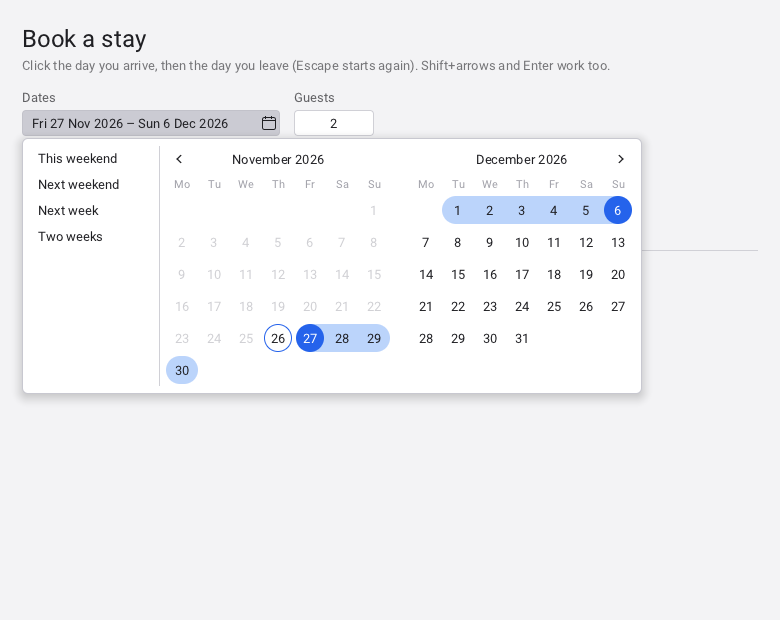 Book a stay
Click the day you arrive, then the day you leave (Escape starts again). Shift+arrows and Enter work too.
Dates Guests
Fri 27 Nov 2026 – Sun 6 Dec 2026 2
This weekend
Next weekend
Next week
Two weeks
November 2026
Mo Tu We Th Fr Sa Su
1
2 3 4 5 6 7 8
9 10 11 12 13 14 15
16 17 18 19 20 21 22
23 24 25 26 27 28 29
30
December 2026
Mo Tu We Th Fr Sa Su
1 2 3 4 5 6
7 8 9 10 11 12 13
14 15 16 17 18 19 20
21 22 23 24 25 26 27
28 29 30 31